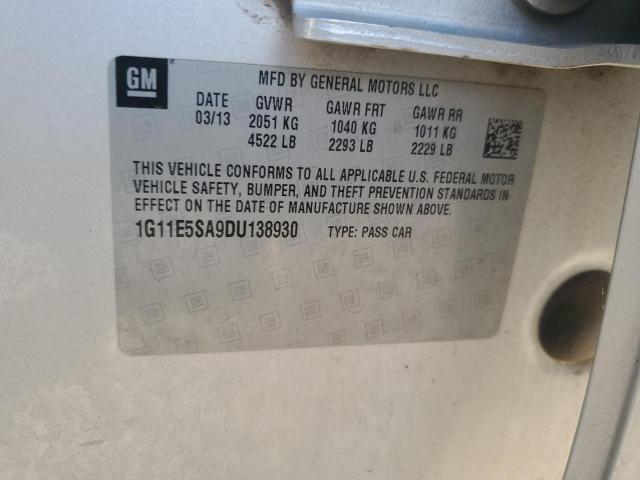 GM
MFD BY GENERAL MOTORS LLC
DATE GVWR GAWR FRT GAWR RR
03/13 2051 KG 1040 KG 1011 KG
4522 LB 2293 LB 2229 LB
THIS VEHICLE CONFORMS TO ALL APPLICABLE U.S. FEDERAL MOTOR
VEHICLE SAFETY, BUMPER, AND THEFT PREVENTION STANDARDS IN
EFFECT ON THE DATE OF MANUFACTURE SHOWN ABOVE.
1G11E5SA9DU138930 TYPE: PASS CAR